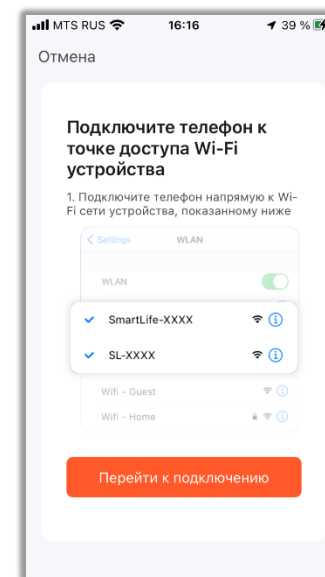 MTS RUS 16:16 39 %
Отмена
Подключите телефон к
точке доступа Wi-Fi
устройства
1. Подключите телефон напрямую к Wi-
Fi сети устройства, показанному ниже
Settings WLAN
WLAN
SmartLife-XXXX
SL-XXXX
Wifi - Guest
Wifi - Home
Перейти к подключению